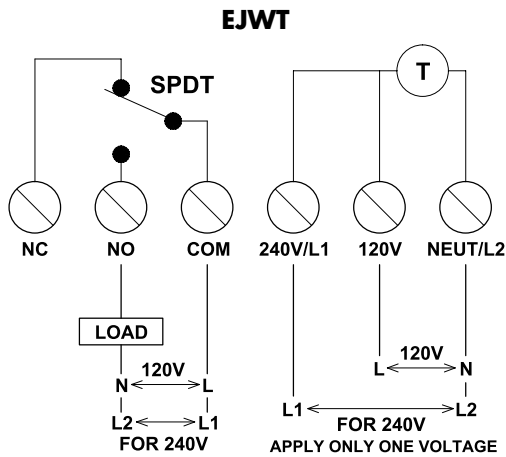 EJWT
SPDT
T
NC NO COM 240V/L1 120V NEUT/L2
LOAD
120V
N L
L2 L1
FOR 240V
120V
L N
L1 L2
FOR 240V
APPLY ONLY ONE VOLTAGE